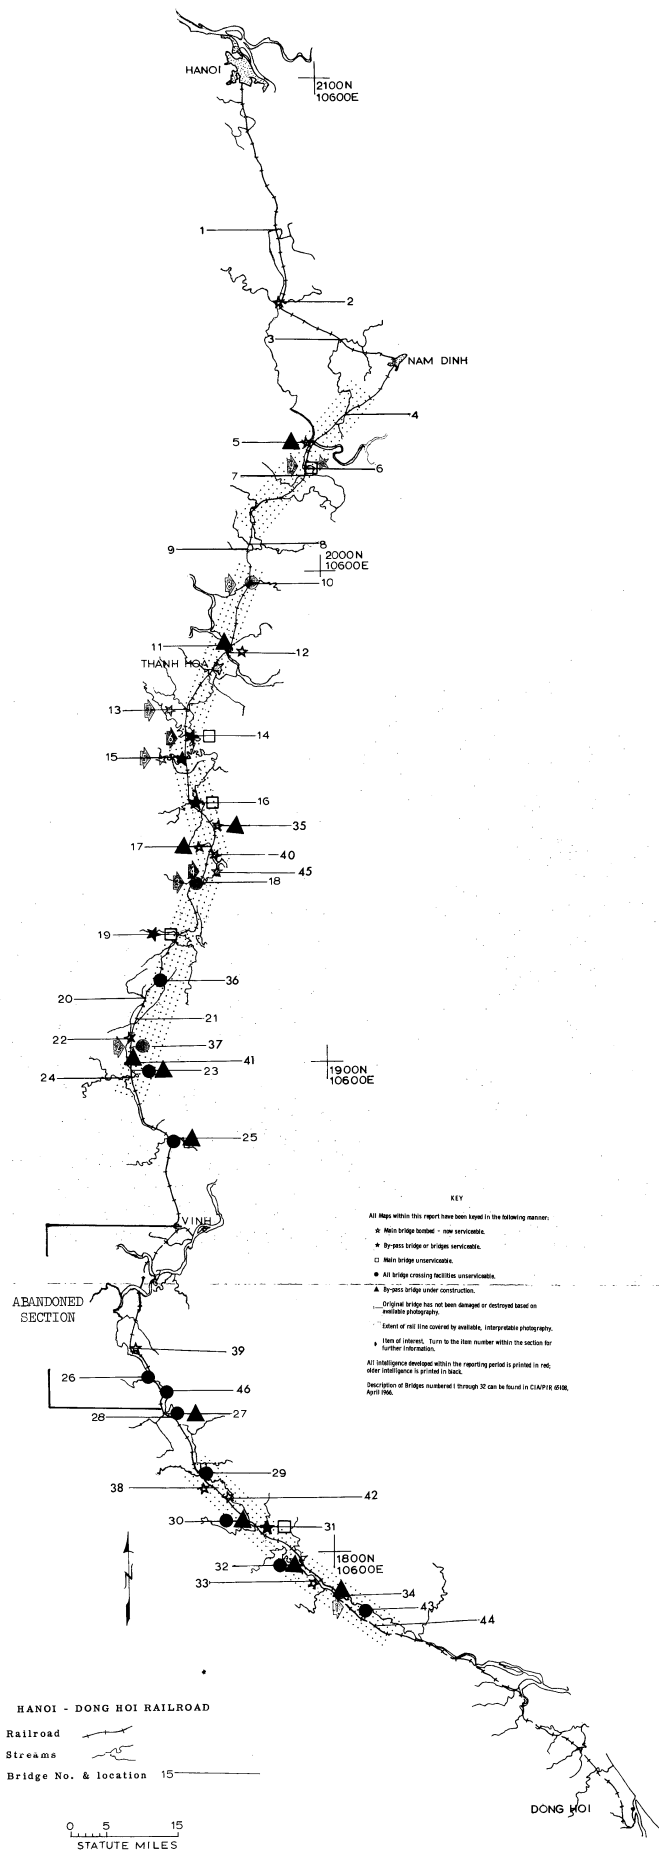 HANOI
2100N
10600E
1
2
3
NAM DINH
4
5
6
7
8
9
2000N
10600E
10
11
12
THANH HOA
13
14
15
16
35
17
40
45
18
19
36
20
21
22
37
41
1900N
10600E
24
23
25
VINH
ABANDONED
SECTION
39
26
46
27
28
29
38
42
30
31
1800N
10600E
32
33
34
43
44
DONG HOI
KEY
All Maps within this report have been keyed in the following manner:
Main bridge bombed - now serviceable.
By-pass bridge or bridges serviceable.
Main bridge unserviceable.
All bridge crossing facilities unserviceable.
By-pass bridge under construction.
Original bridge has not been damaged or destroyed based on
available photography.
Extent of rail line covered by available, interpretable photography.
Item of interest. Turn to the item number within the section for
further information.
All intelligence developed within the reporting period is printed in red;
older intelligence is printed in black.
Description of Bridges numbered 1 through 32 can be found in CIA/PIR 65108,
April 1966.
N
HANOI - DONG HOI RAILROAD
Railroad
Streams
Bridge No. & location 15
0 5 15
STATUTE MILES